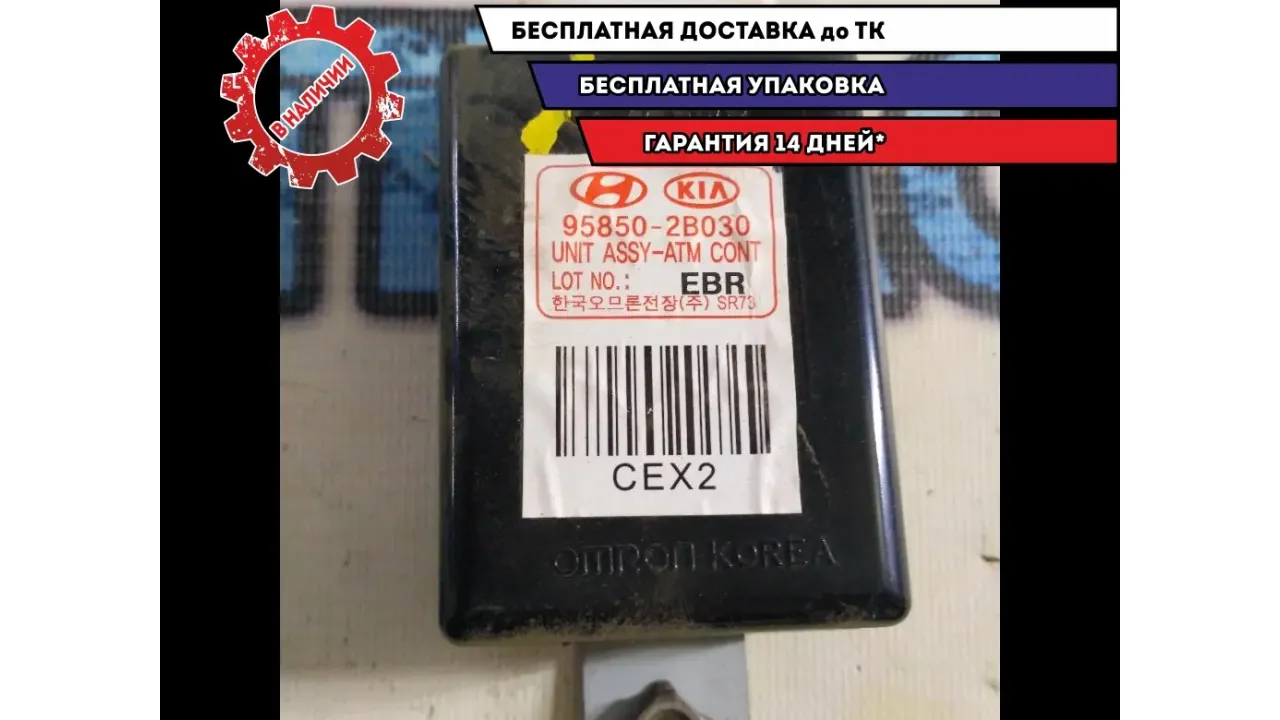 БЕСПЛАТНАЯ ДОСТАВКА до ТК
БЕСПЛАТНАЯ УПАКОВКА
ГАРАНТИЯ 14 ДНЕЙ*
В НАЛИЧИИ
KIA
95850-2B030
UNIT ASSY-ATM CONT
LOT NO.: EBR
한국오므론전장(주) SR73
CEX2
OMRON KOREA